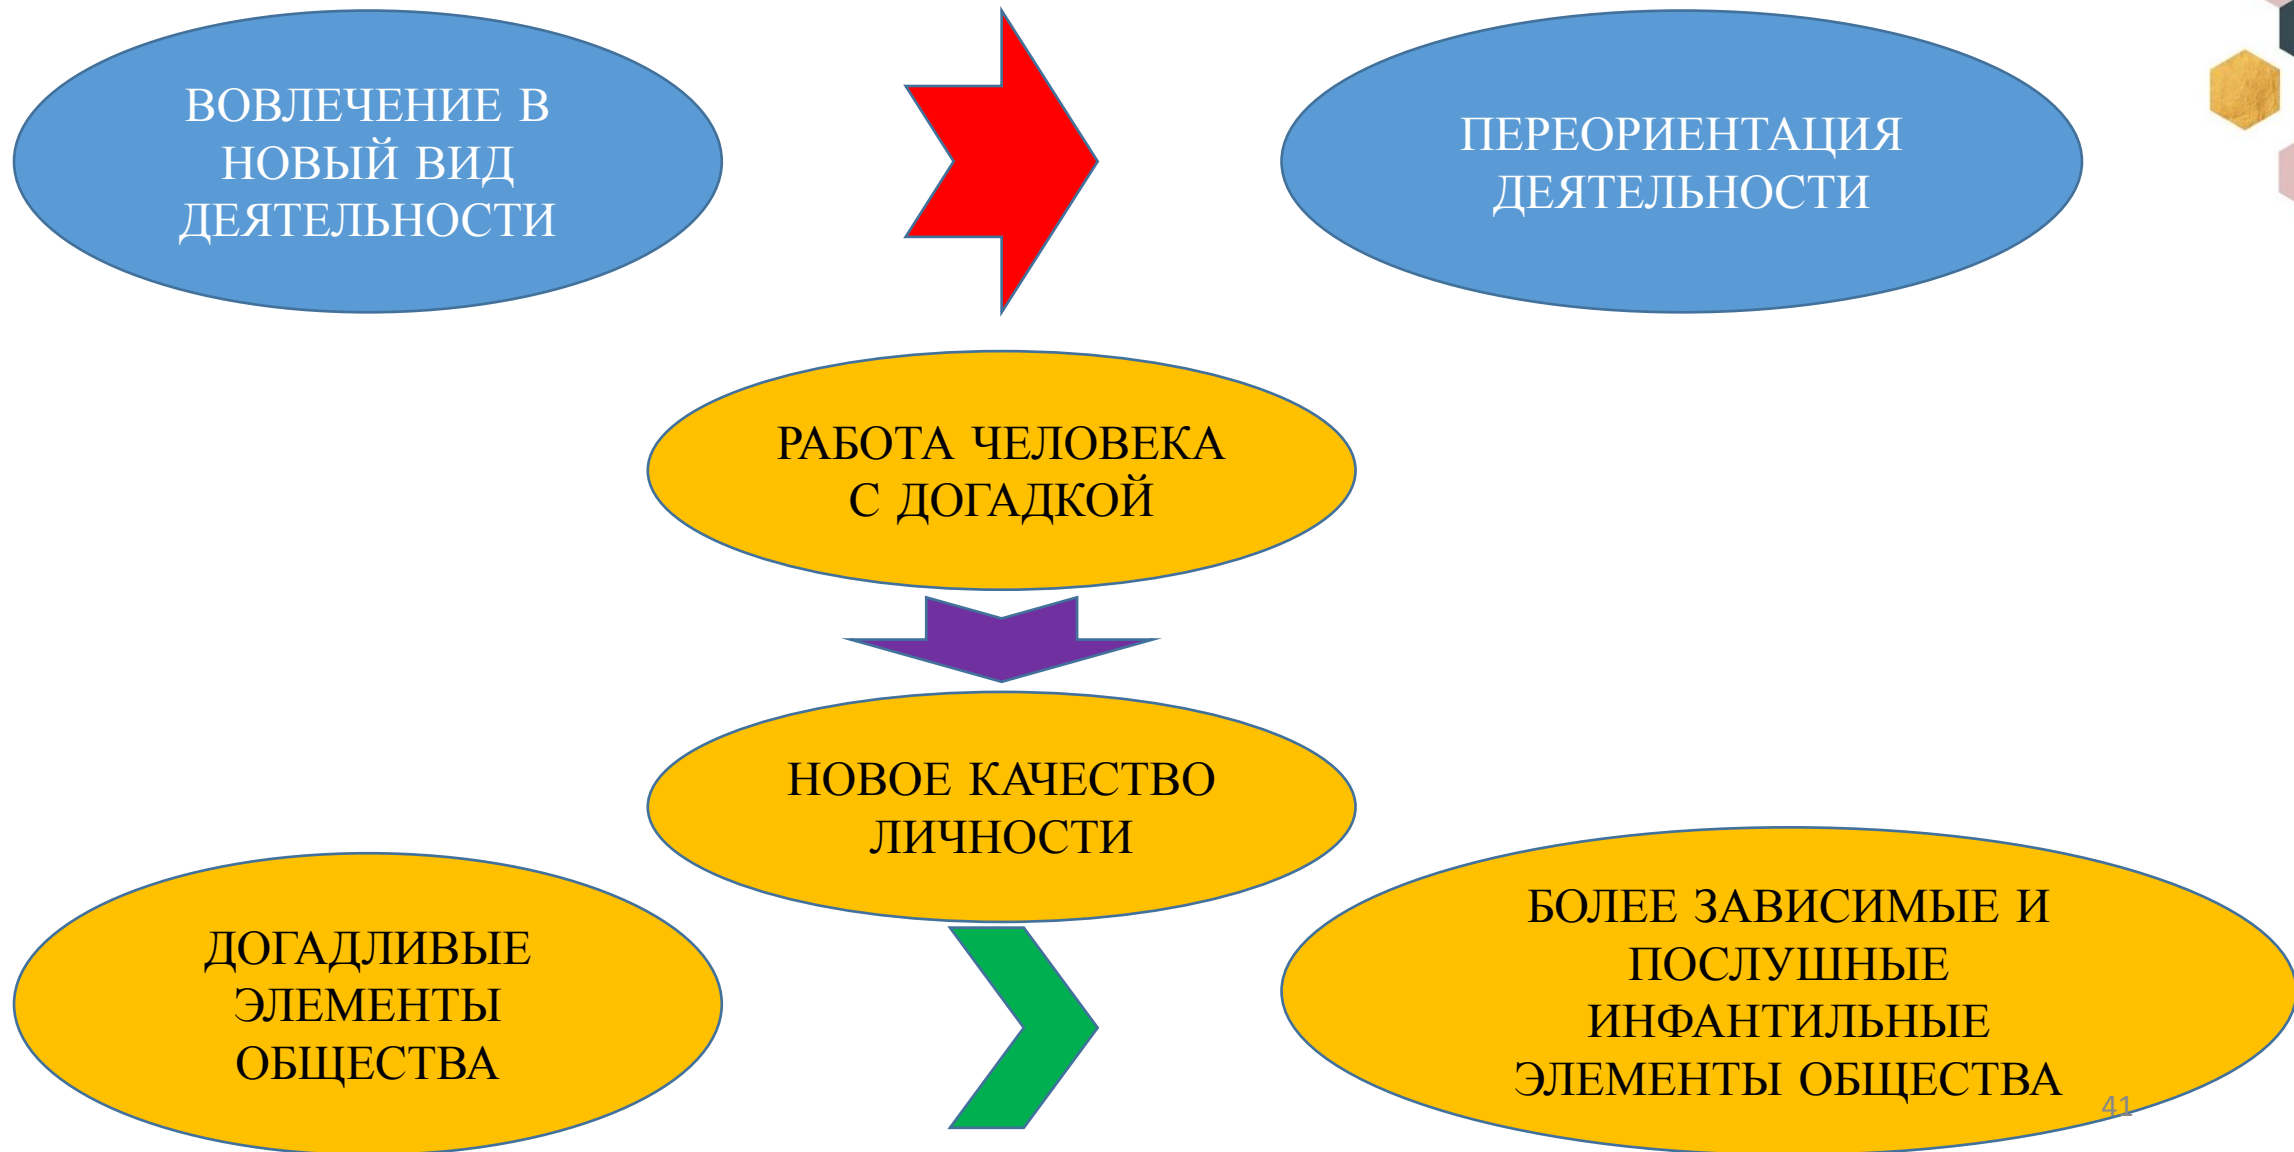 ВОВЛЕЧЕНИЕ В
НОВЫЙ ВИД
ДЕЯТЕЛЬНОСТИ
ПЕРЕОРИЕНТАЦИЯ
ДЕЯТЕЛЬНОСТИ
РАБОТА ЧЕЛОВЕКА
С ДОГАДКОЙ
НОВОЕ КАЧЕСТВО
ЛИЧНОСТИ
ДОГАДЛИВЫЕ
ЭЛЕМЕНТЫ
ОБЩЕСТВА
БОЛЕЕ ЗАВИСИМЫЕ И
ПОСЛУШНЫЕ
ИНФАНТИЛЬНЫЕ
ЭЛЕМЕНТЫ ОБЩЕСТВА
41